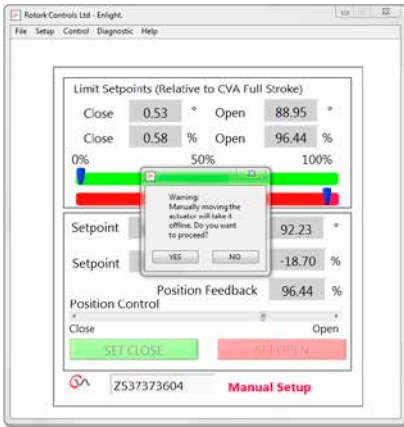 Rotork Controls Ltd - Enlight.
File Setup Control Diagnostic Help
Limit Setpoints (Relative to CVA Full Stroke)
Close 0.53 ° Open 88.95 °
Close 0.58 % Open 96.44 %
0% 50% 100%
Warning:
Manually moving the
actuator will take it
offline. Do you want
to proceed?
YES NO
Setpoint 92.23 °
Setpoint -18.70 %
Position Feedback 96.44 %
Position Control
Close Open
SET CLOSE SET OPEN
CVA Z537373604 Manual Setup